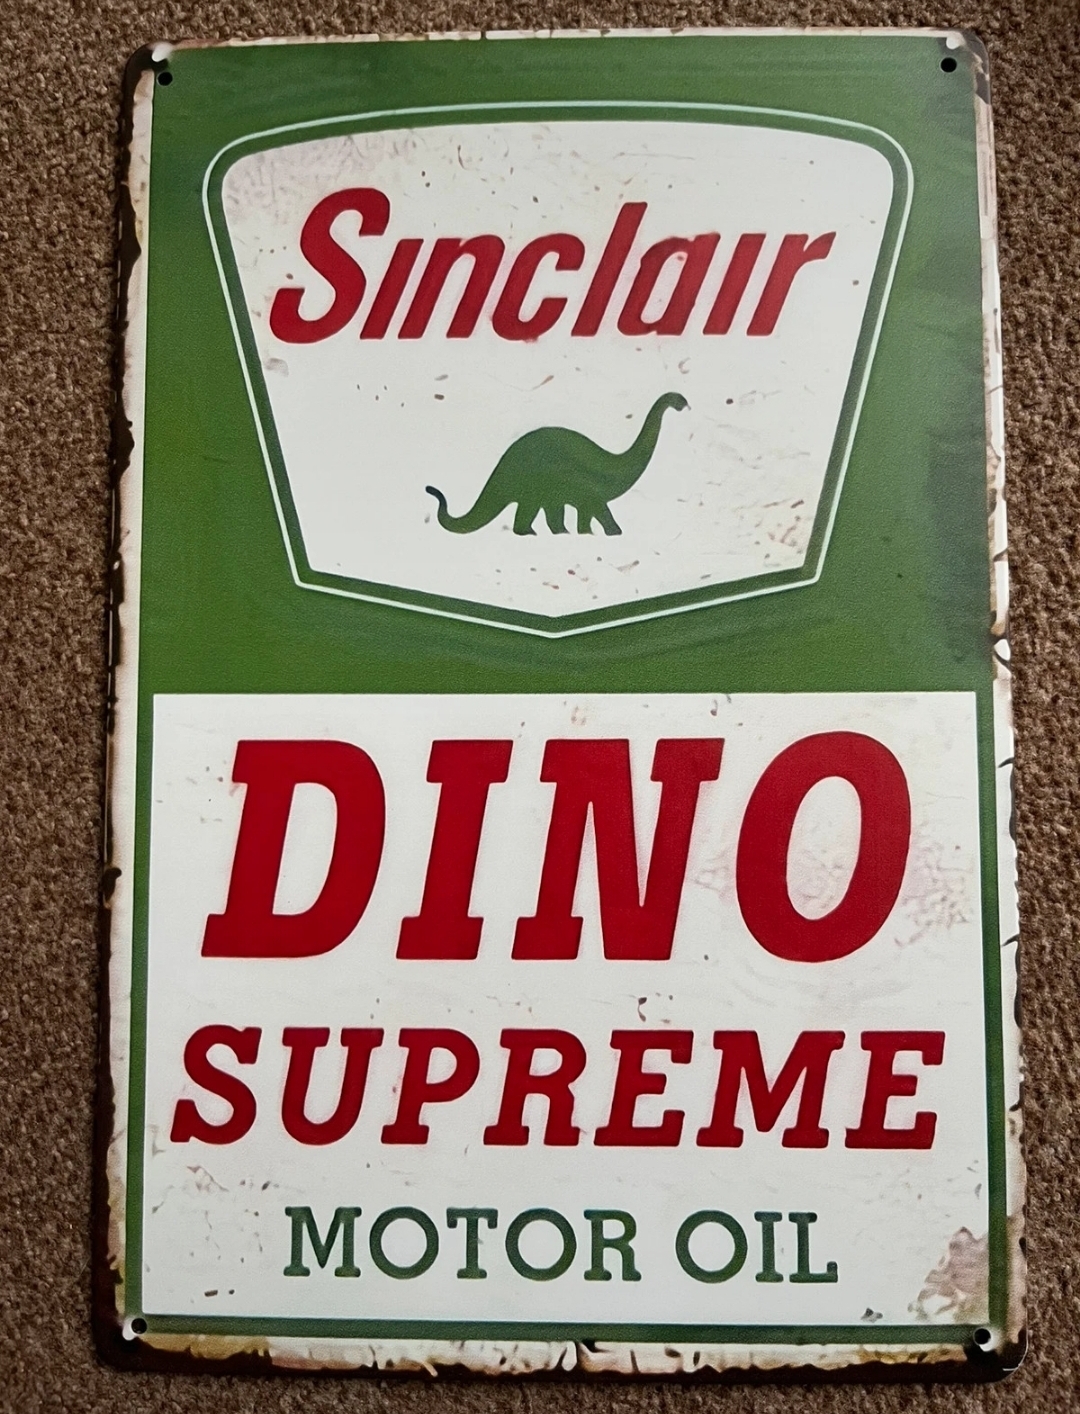 Sinclair
DINO
SUPREME
MOTOR OIL